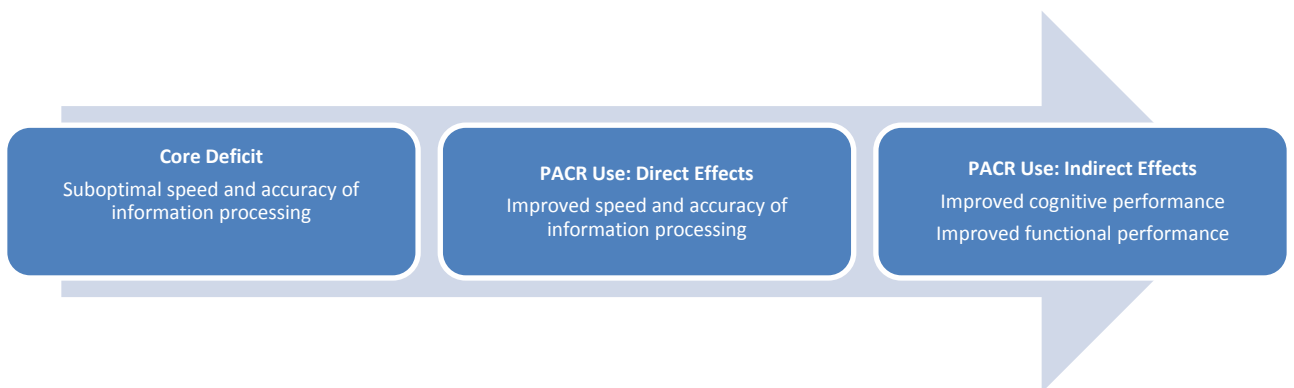 Core Deficit
Suboptimal speed and accuracy of
information processing
PACR Use: Direct Effects
Improved speed and accuracy of
information processing
PACR Use: Indirect Effects
Improved cognitive performance
Improved functional performance